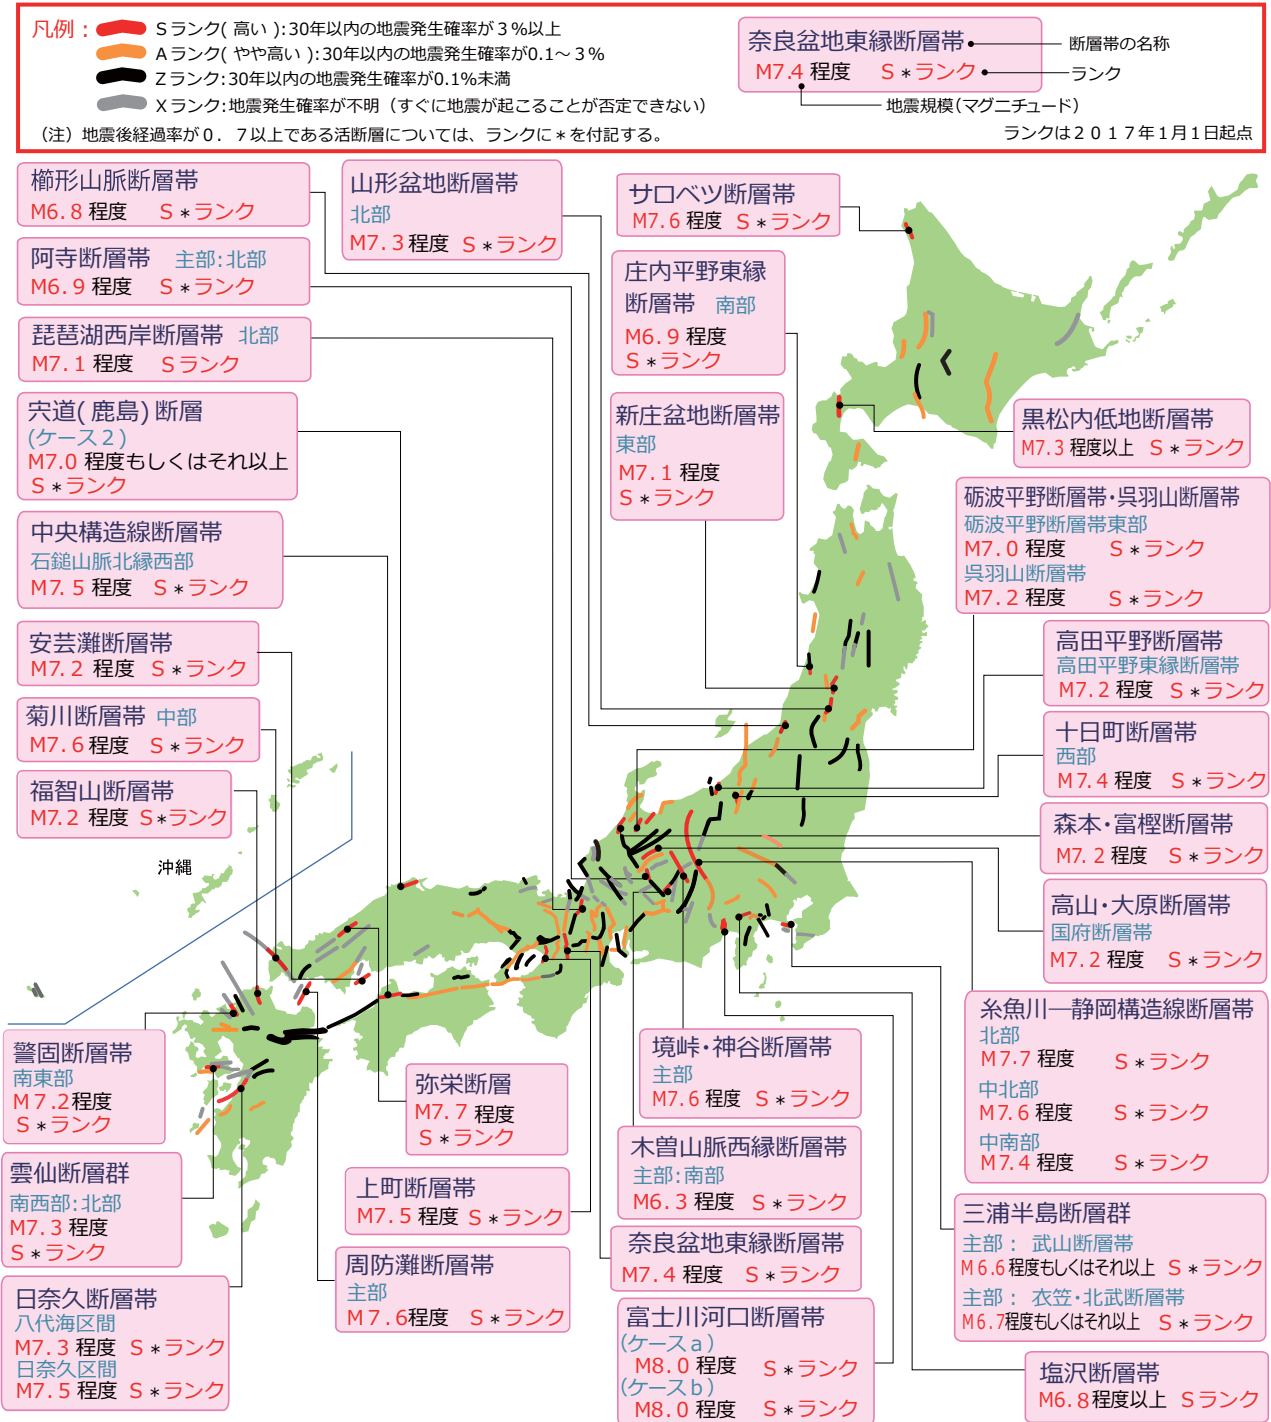 凡例：
Sランク(高い):30年以内の地震発生確率が3％以上
Aランク(やや高い):30年以内の地震発生確率が0.1～3％
Zランク:30年以内の地震発生確率が0.1％未満
Xランク:地震発生確率が不明（すぐに地震が起こることが否定できない）
（注）地震後経過率が0．7以上である活断層については、ランクに＊を付記する。
奈良盆地東縁断層帯
M7.4 程度 S＊ランク
断層帯の名称
ランク
地震規模(マグニチュード)
ランクは2017年1月1日起点
櫛形山脈断層帯
M6.8 程度 S＊ランク
阿寺断層帯 主部:北部
M6.9 程度 S＊ランク
琵琶湖西岸断層帯 北部
M7.1 程度 Sランク
宍道(鹿島)断層
(ケース2)
M7.0 程度もしくはそれ以上
S＊ランク
中央構造線断層帯
石鎚山脈北縁西部
M7.5 程度 S＊ランク
安芸灘断層帯
M7.2 程度 S＊ランク
菊川断層帯 中部
M7.6 程度 S＊ランク
福智山断層帯
M7.2 程度 S＊ランク
沖縄
山形盆地断層帯
北部
M7.3 程度 S＊ランク
サロベツ断層帯
M7.6 程度 S＊ランク
庄内平野東縁
断層帯 南部
M6.9 程度
S＊ランク
新庄盆地断層帯
東部
M7.1 程度
S＊ランク
黒松内低地断層帯
M7.3 程度以上 S＊ランク
砺波平野断層帯・呉羽山断層帯
砺波平野断層帯東部
M7.0 程度 S＊ランク
呉羽山断層帯
M7.2 程度 S＊ランク
高田平野断層帯
高田平野東縁断層帯
M7.2 程度 S＊ランク
十日町断層帯
西部
M7.4 程度 S＊ランク
森本・富樫断層帯
M7.2 程度 S＊ランク
高山・大原断層帯
国府断層帯
M7.2 程度 S＊ランク
糸魚川―静岡構造線断層帯
北部
M7.7 程度 S＊ランク
中北部
M7.6 程度 S＊ランク
中南部
M7.4 程度 S＊ランク
三浦半島断層群
主部： 武山断層帯
M6.6程度もしくはそれ以上 S＊ランク
主部： 衣笠・北武断層帯
M6.7程度もしくはそれ以上 S＊ランク
塩沢断層帯
M6.8程度以上 Sランク
警固断層帯
南東部
M7.2程度
S＊ランク
雲仙断層群
南西部:北部
M7.3 程度
S＊ランク
日奈久断層帯
八代海区間
M7.3 程度 S＊ランク
日奈久区間
M7.5 程度 S＊ランク
弥栄断層
M7.7 程度
S＊ランク
上町断層帯
M7.5 程度 S＊ランク
周防灘断層帯
主部
M7.6程度 S＊ランク
境峠・神谷断層帯
主部
M7.6 程度 S＊ランク
木曽山脈西縁断層帯
主部:南部
M6.3 程度 S＊ランク
奈良盆地東縁断層帯
M7.4 程度 S＊ランク
富士川河口断層帯
(ケースa)
M8.0 程度 S＊ランク
(ケースb)
M8.0 程度 S＊ランク